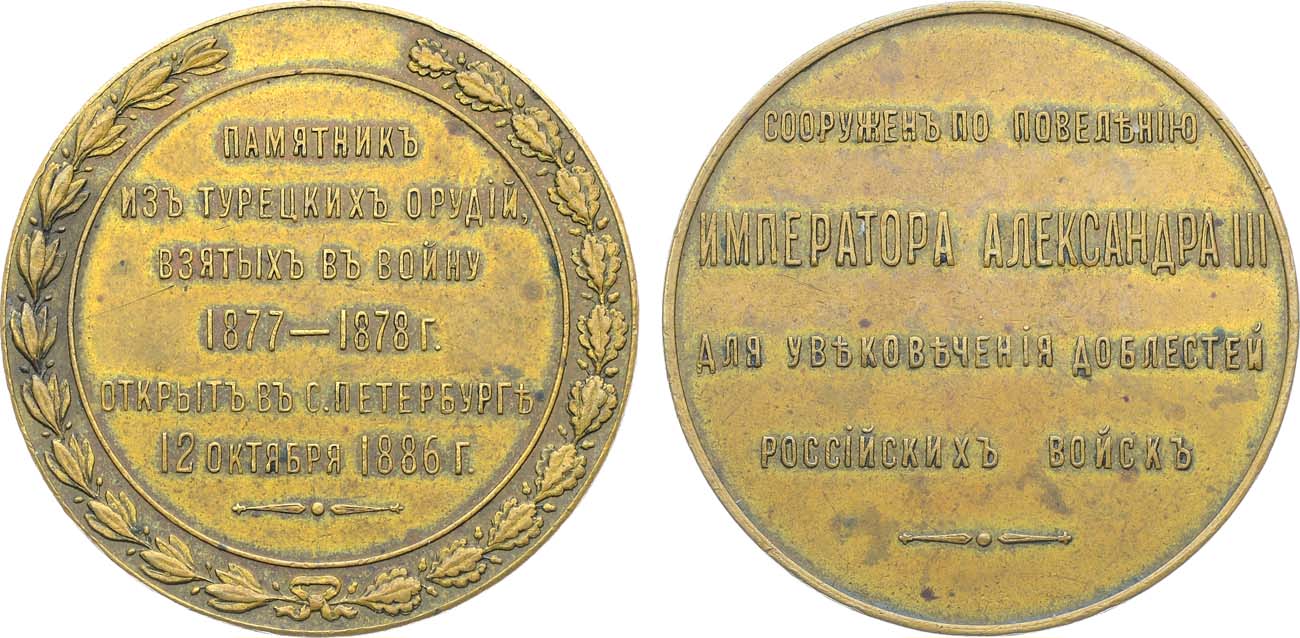 ПАМЯТНИКЪ
ИЗЪ ТУРЕЦКИХЪ ОРУДІЙ,
ВЗЯТЫХЪ ВЪ ВОЙНУ
1877—1878 Г.
ОТКРЫТЪ ВЪ С. ПЕТЕРБУРГѢ
12 ОКТЯБРЯ 1886 Г.
СООРУЖЕНЪ ПО ПОВЕЛѢНІЮ
ИМПЕРАТОРА АЛЕКСАНДРА III
ДЛЯ УВѢКОВѢЧЕНІЯ ДОБЛЕСТЕЙ
РОССІЙСКИХЪ ВОЙСКЪ